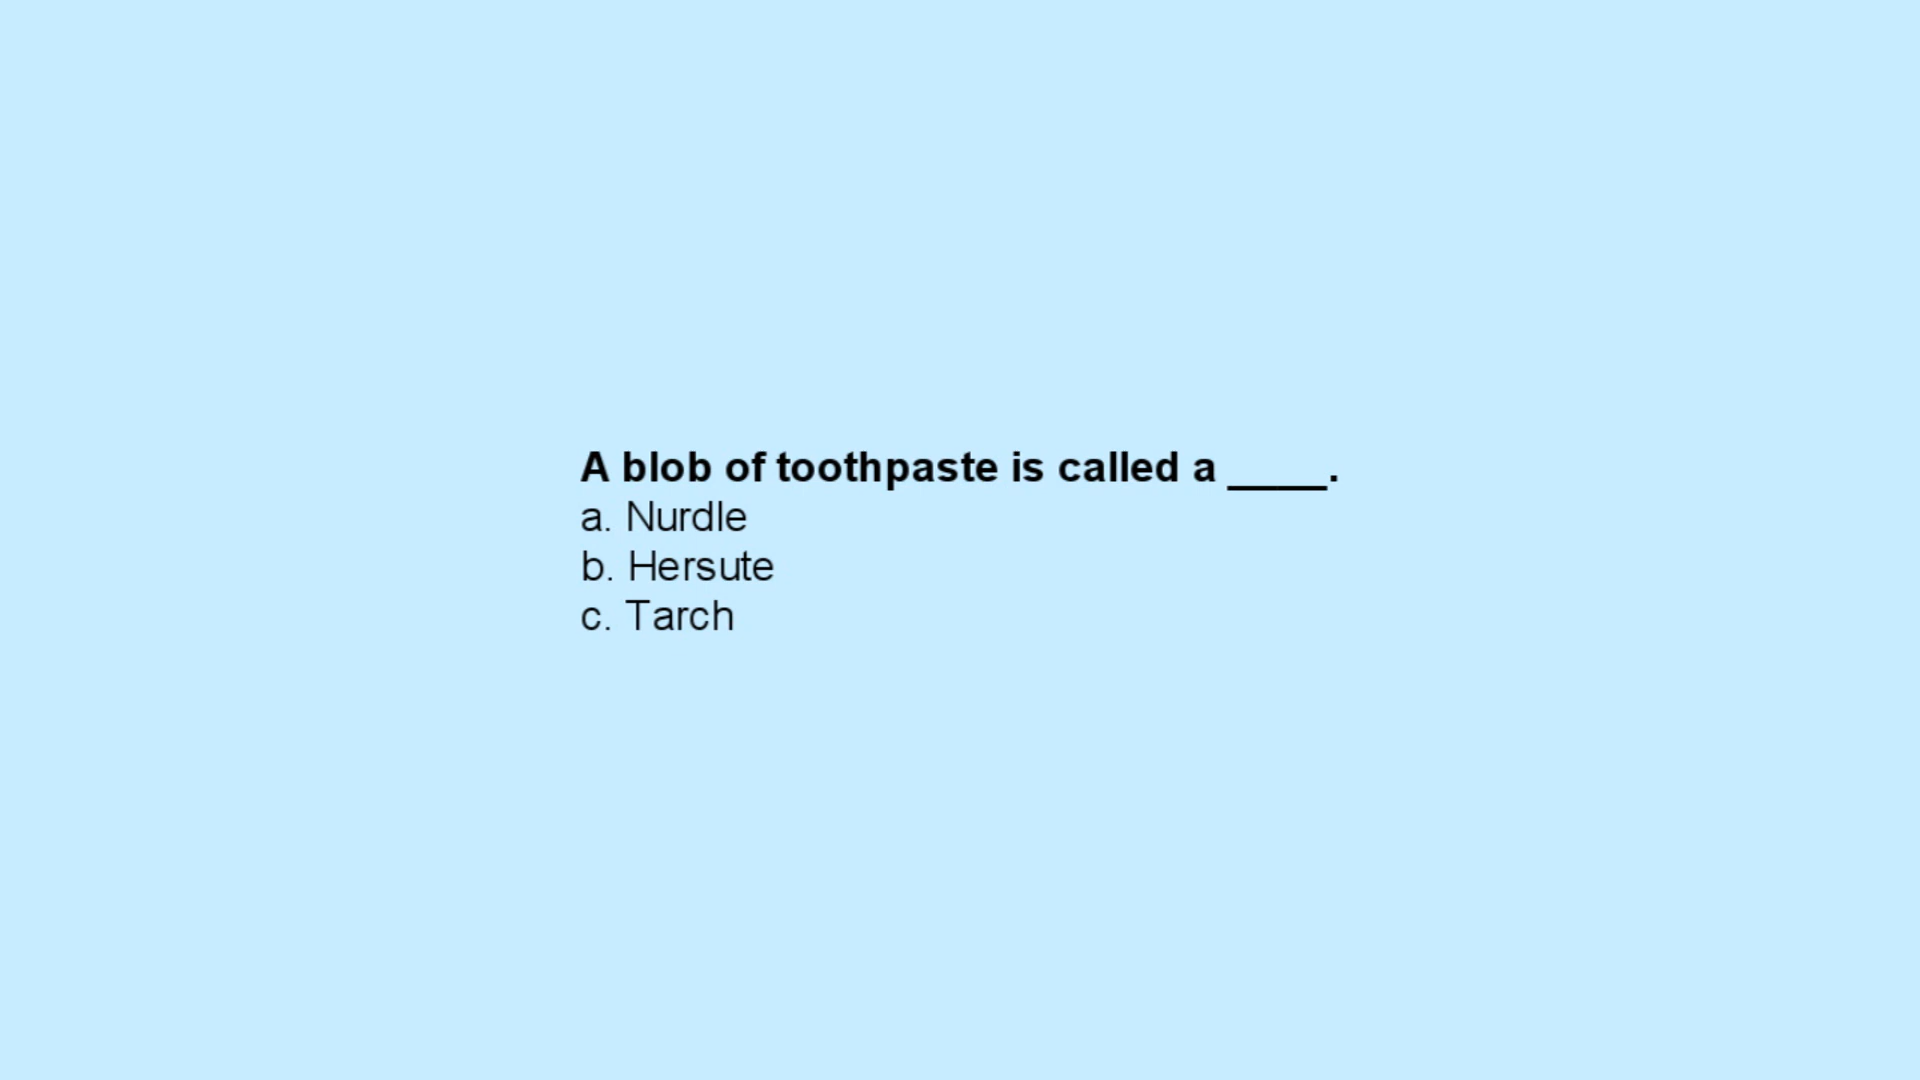 A blob of toothpaste is called a ____.
a. Nurdle
b. Hersute
c. Tarch